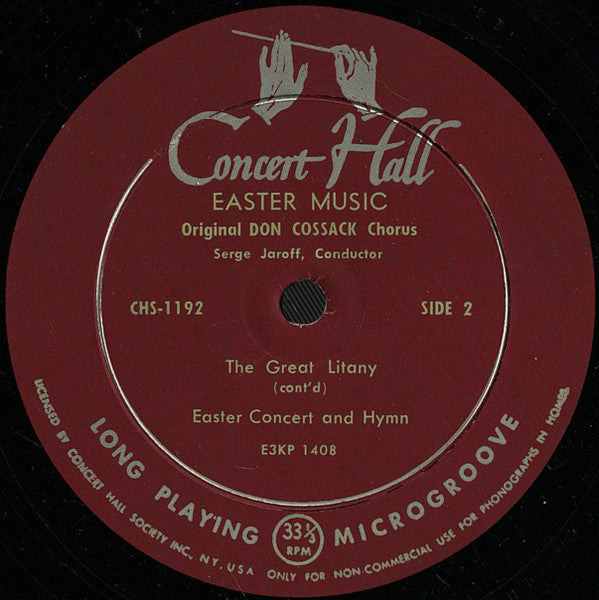 Concert Hall
EASTER MUSIC
Original DON COSSACK Chorus
Serge Jaroff, Conductor
CHS-1192
SIDE 2
The Great Litany
(cont'd)
Easter Concert and Hymn
E3KP 1408
LONG PLAYING 33⅓ RPM MICROGROOVE
LICENSED BY CONCERT HALL SOCIETY INC., N.Y. USA ONLY FOR NON-COMMERCIAL USE FOR PHONOGRAPHS IN HOMES